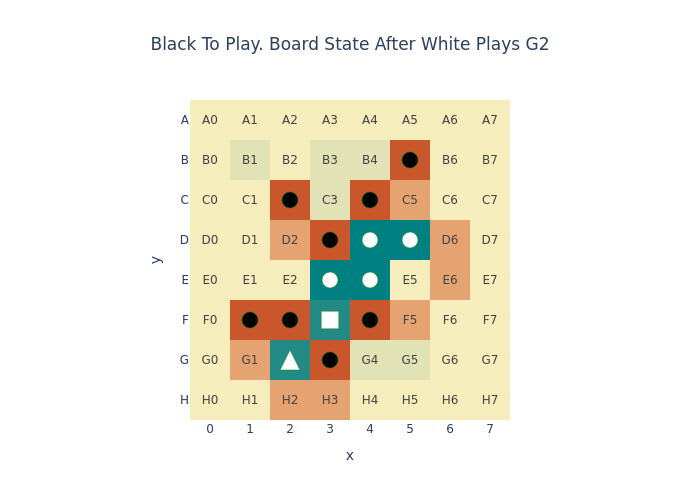 Black To Play. Board State After White Plays G2
A A0 A1 A2 A3 A4 A5 A6 A7
B B0 B1 B2 B3 B4 B6 B7
C C0 C1 C3 C5 C6 C7
D D0 D1 D2 D6 D7
y
E E0 E1 E2 E5 E6 E7
F F0 F5 F6 F7
G G0 G1 G4 G5 G6 G7
H H0 H1 H2 H3 H4 H5 H6 H7
0 1 2 3 4 5 6 7
x